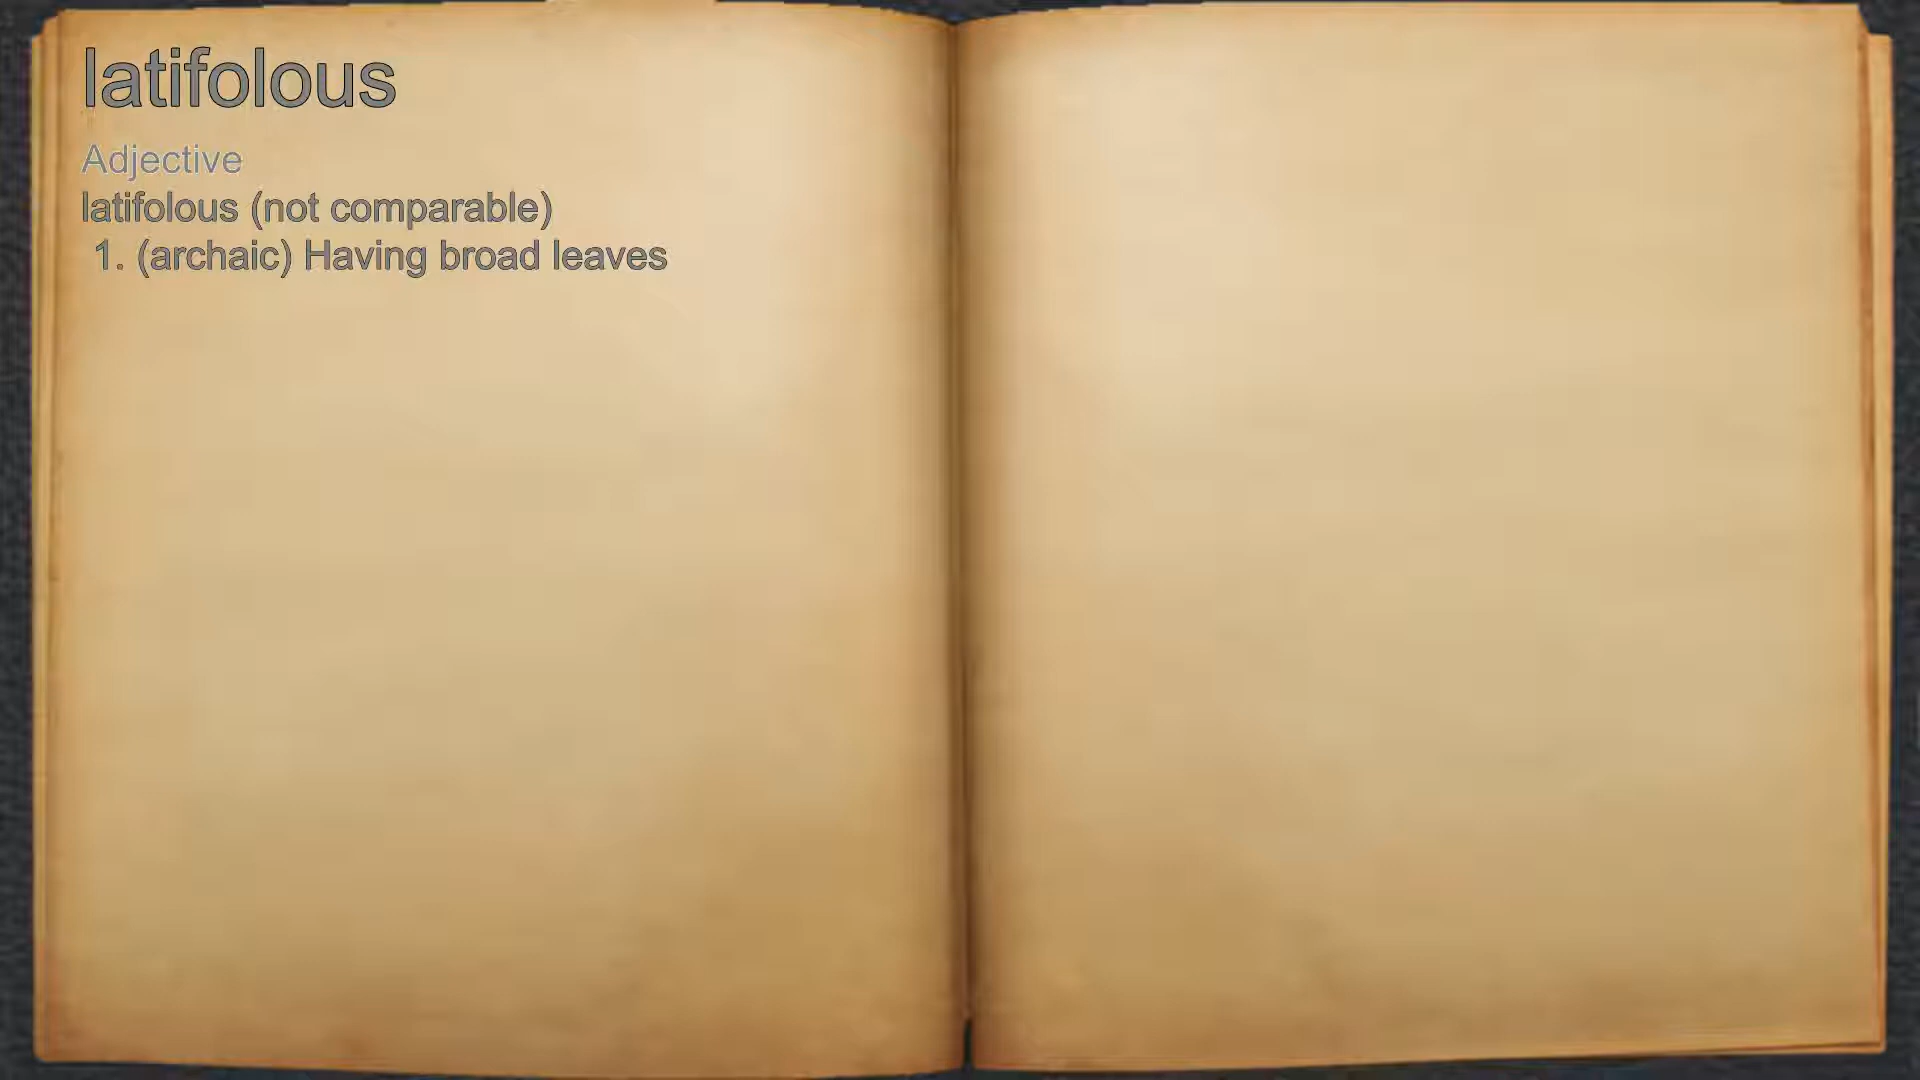 latifolous
Adjective
latifolous (not comparable)
1. (archaic) Having broad leaves